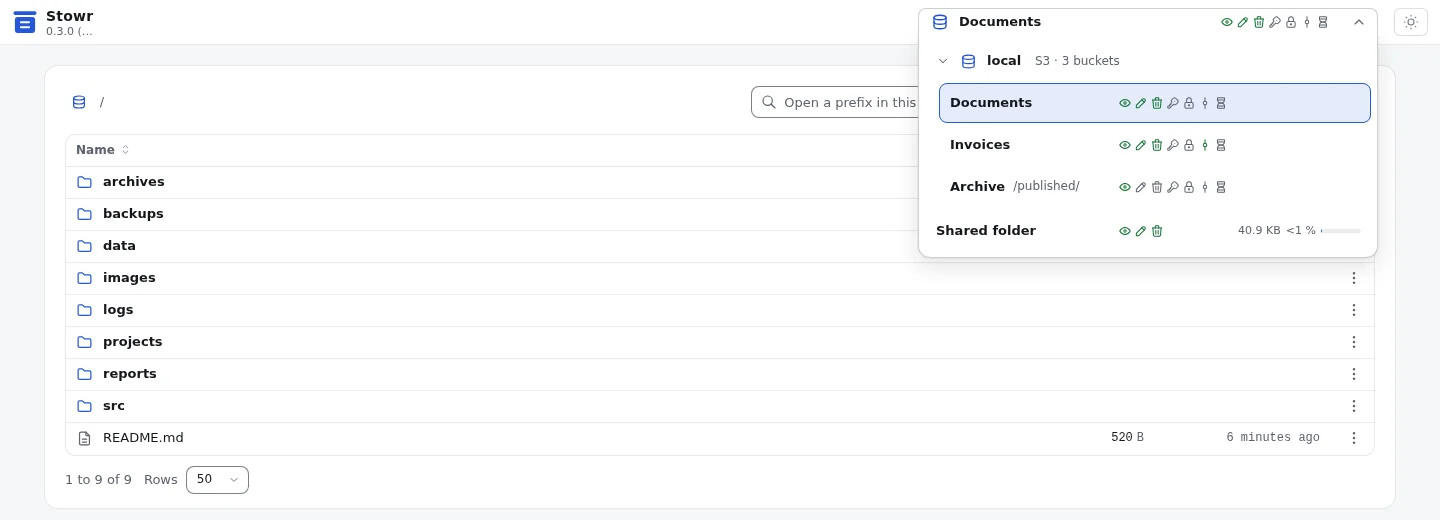 Stowr
0.3.0 (...
Documents
local S3 · 3 buckets
Documents
Invoices
Archive /published/
Shared folder 40.9 KB <1 %
/
Open a prefix in this
Name
archives
backups
data
images
logs
projects
reports
src
README.md 520 B 6 minutes ago
1 to 9 of 9 Rows 50